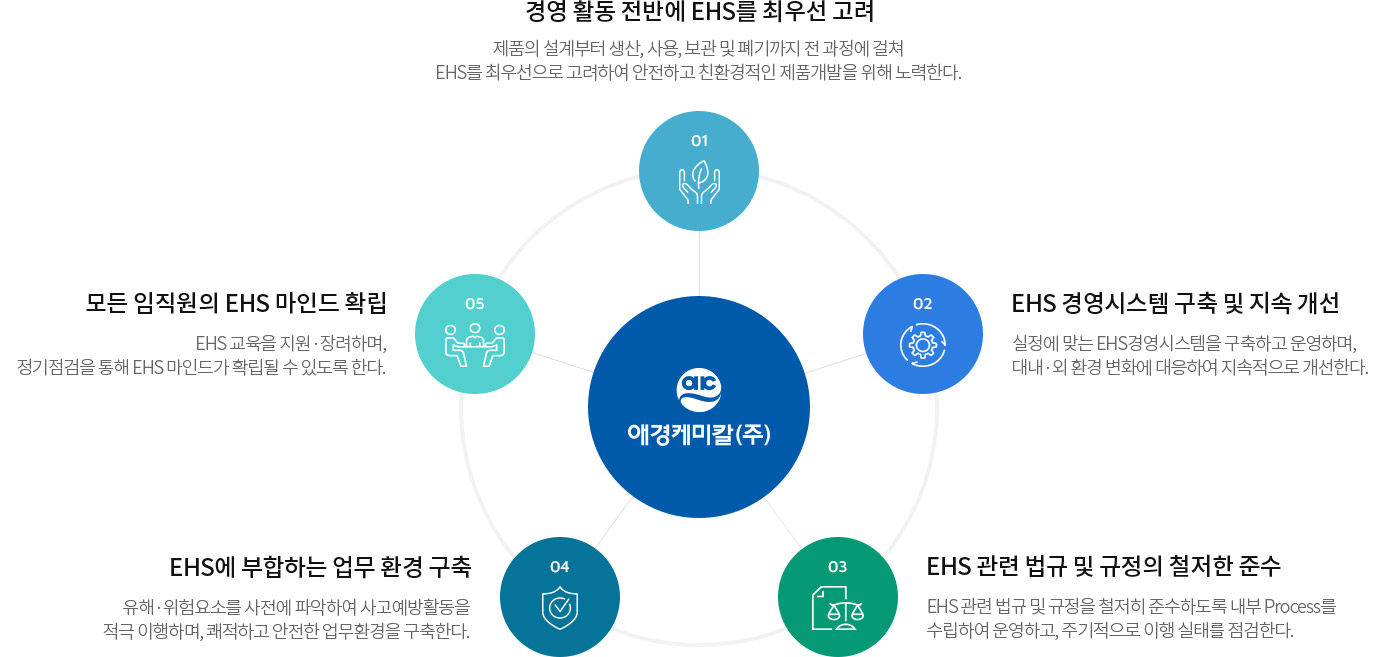 경영 활동 전반에 EHS를 최우선 고려
제품의 설계부터 생산, 사용, 보관 및 폐기까지 전 과정에 걸쳐
EHS를 최우선으로 고려하여 안전하고 친환경적인 제품개발을 위해 노력한다.
01
02
EHS 경영시스템 구축 및 지속 개선
실정에 맞는 EHS경영시스템을 구축하고 운영하며,
대내·외 환경 변화에 대응하여 지속적으로 개선한다.
03
EHS 관련 법규 및 규정의 철저한 준수
EHS 관련 법규 및 규정을 철저히 준수하도록 내부 Process를
수립하여 운영하고, 주기적으로 이행 실태를 점검한다.
04
EHS에 부합하는 업무 환경 구축
유해·위험요소를 사전에 파악하여 사고예방활동을
적극 이행하며, 쾌적하고 안전한 업무환경을 구축한다.
05
모든 임직원의 EHS 마인드 확립
EHS 교육을 지원·장려하며,
정기점검을 통해 EHS 마인드가 확립될 수 있도록 한다.
ac
애경케미칼(주)